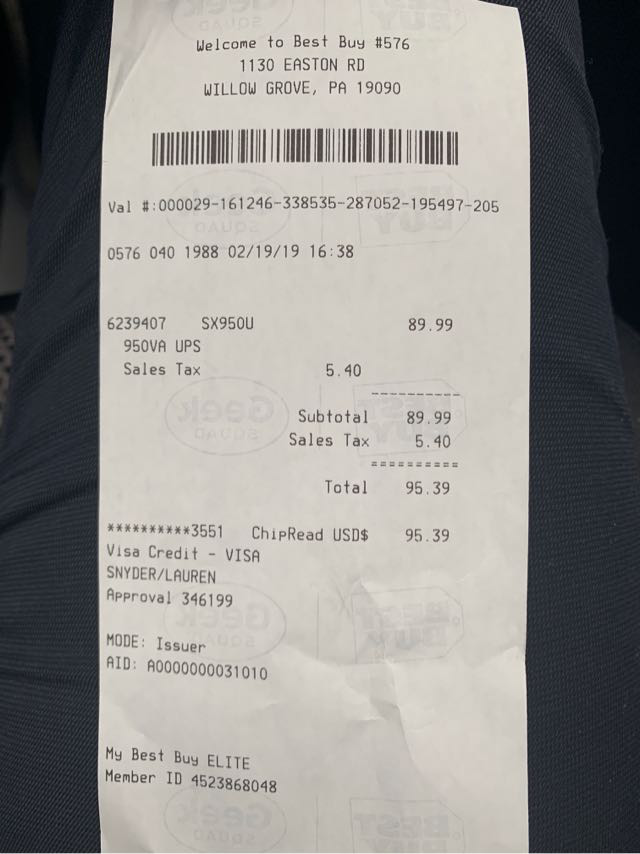 Welcome to Best Buy #576
1130 EASTON RD
WILLOW GROVE, PA 19090
Val #:000029-161246-338535-287052-195497-205
0576 040 1988 02/19/19 16:38
6239407 SX950U 89.99
950VA UPS
Sales Tax 5.40
----------
Subtotal 89.99
Sales Tax 5.40
==========
Total 95.39
**********3551 ChipRead USD$ 95.39
Visa Credit - VISA
SNYDER/LAUREN
Approval 346199
MODE: Issuer
AID: A0000000031010
My Best Buy ELITE
Member ID 4523868048